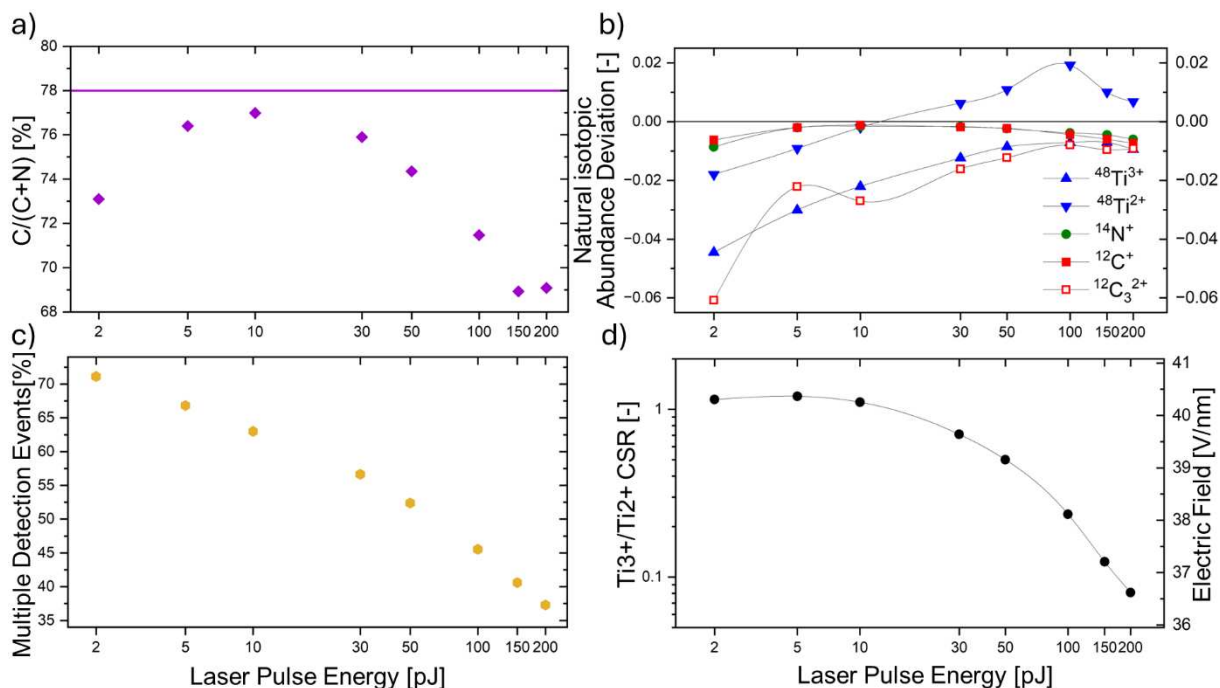 a)
C/(C+N) [%]
80
78
76
74
72
70
68
2 5 10 30 50 100 150 200
b)
Natural isotopic
Abundance Deviation [-]
0.02
0.00
−0.02
−0.04
−0.06
0.02
0.00
−0.02
−0.04
−0.06
48Ti3+
48Ti2+
14N+
12C+
12C32+
2 5 10 30 50 100 150 200
c)
Multiple Detection Events[%]
70
65
60
55
50
45
40
35
2 5 10 30 50 100 150 200
Laser Pulse Energy [pJ]
d)
Ti3+/Ti2+ CSR [-]
1
0.1
41
40
39
38
37
36
Electric Field [V/nm]
2 5 10 30 50 100 150 200
Laser Pulse Energy [pJ]